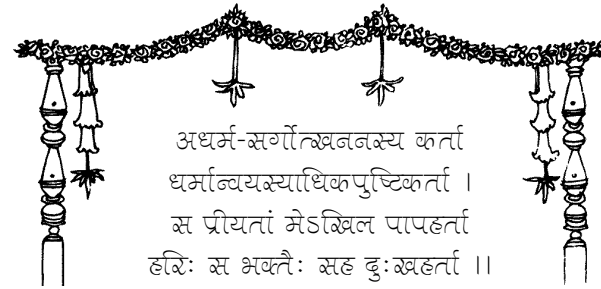 अधर्म-सर्गोत्खननस्य कर्ता
धर्मान्वयस्याधिकपुष्टिकर्ता ।
स प्रीयतां मेऽखिल पापहर्ता
हरिः स भक्तैः सह दुःखहर्ता ।।